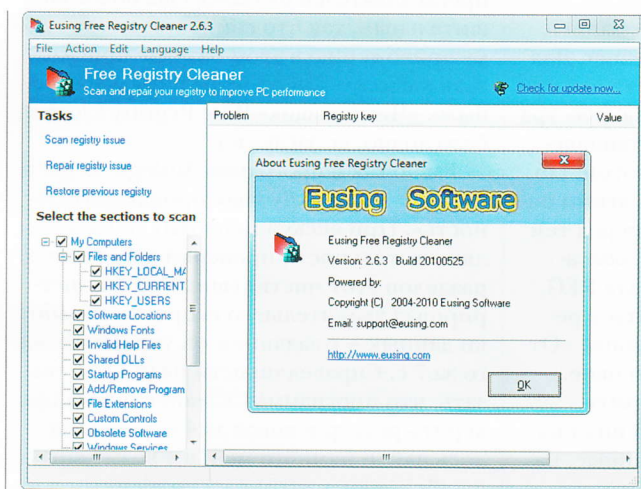 Eusing Free Registry Cleaner 2.6.3
File Action Edit Language Help
Free Registry Cleaner
Scan and repair your registry to improve PC performance
Check for update now...
Tasks
Scan registry issue
Repair registry issue
Restore previous registry
Select the sections to scan
My Computers
Files and Folders
HKEY_LOCAL_MA
HKEY_CURRENT
HKEY_USERS
Software Locations
Windows Fonts
Invalid Help Files
Shared DLLs
Startup Programs
Add/Remove Program
File Extensions
Custom Controls
Obsolete Software
Windows Services
Problem Registry key Value
About Eusing Free Registry Cleaner
Eusing Software
Eusing Free Registry Cleaner
Version: 2.6.3 Build 20100525
Powered by:
Copyright (C) 2004-2010 Eusing Software
Email: support@eusing.com
http://www.eusing.com
OK